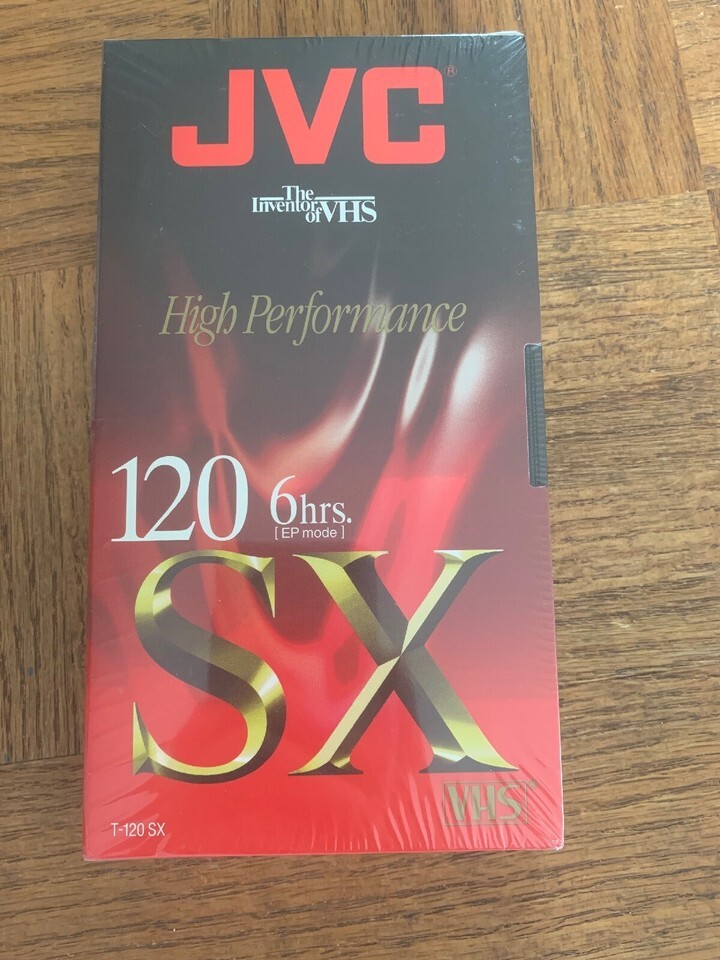 JVC®
The
Inventor of VHS
High Performance
120 6hrs.
[ EP mode ]
SX
VHS
T-120 SX